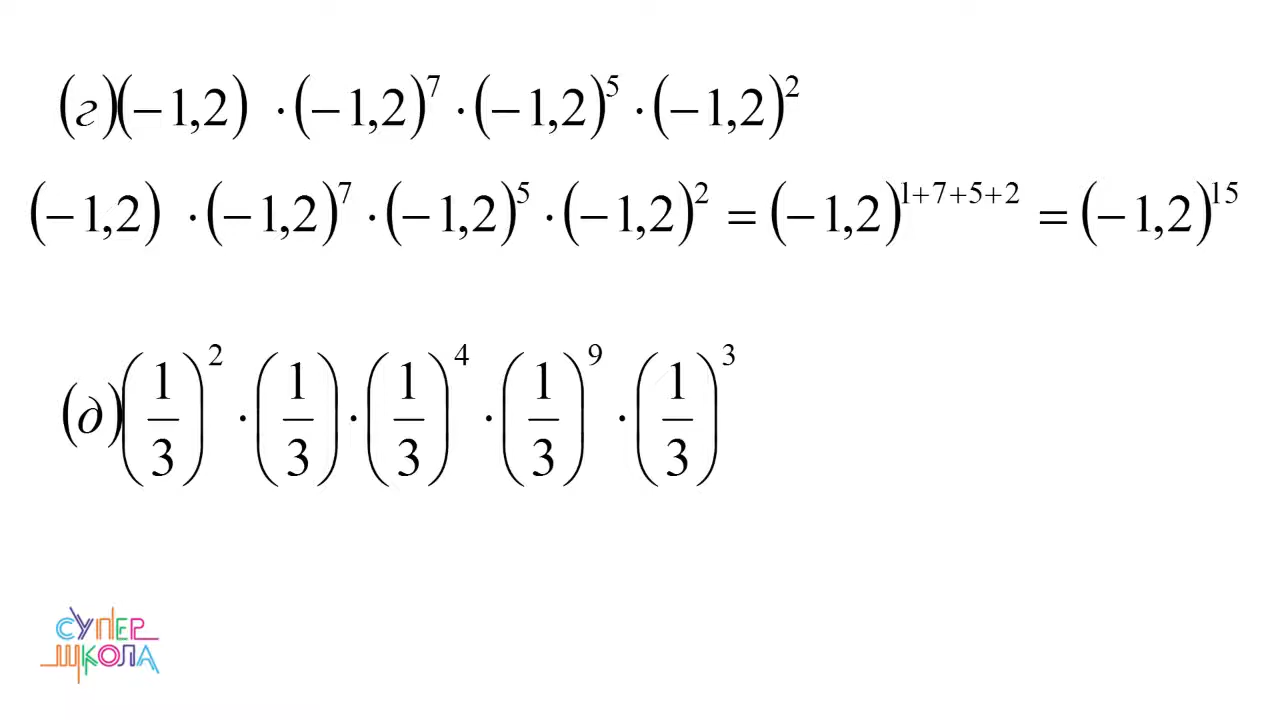 (г)(−1,2) ·(−1,2)⁷ ·(−1,2)⁵ ·(−1,2)²
(−1,2) ·(−1,2)⁷ ·(−1,2)⁵ ·(−1,2)² = (−1,2)¹⁺⁷⁺⁵⁺² = (−1,2)¹⁵
(д)(1/3)² ·(1/3)·(1/3)⁴ ·(1/3)⁹ ·(1/3)³
СУПЕР
ШКОЛА